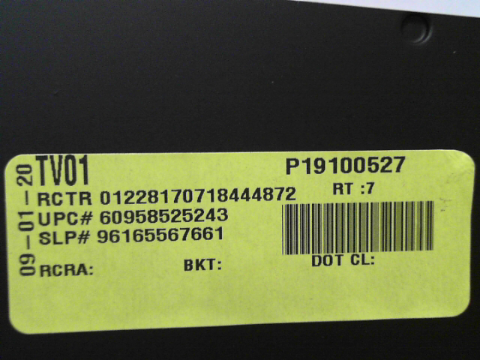 09-01-20
TV01 P19100527
RCTR 01228170718444872 RT :7
UPC# 60958525243
SLP# 96165567661
RCRA: BKT: DOT CL: